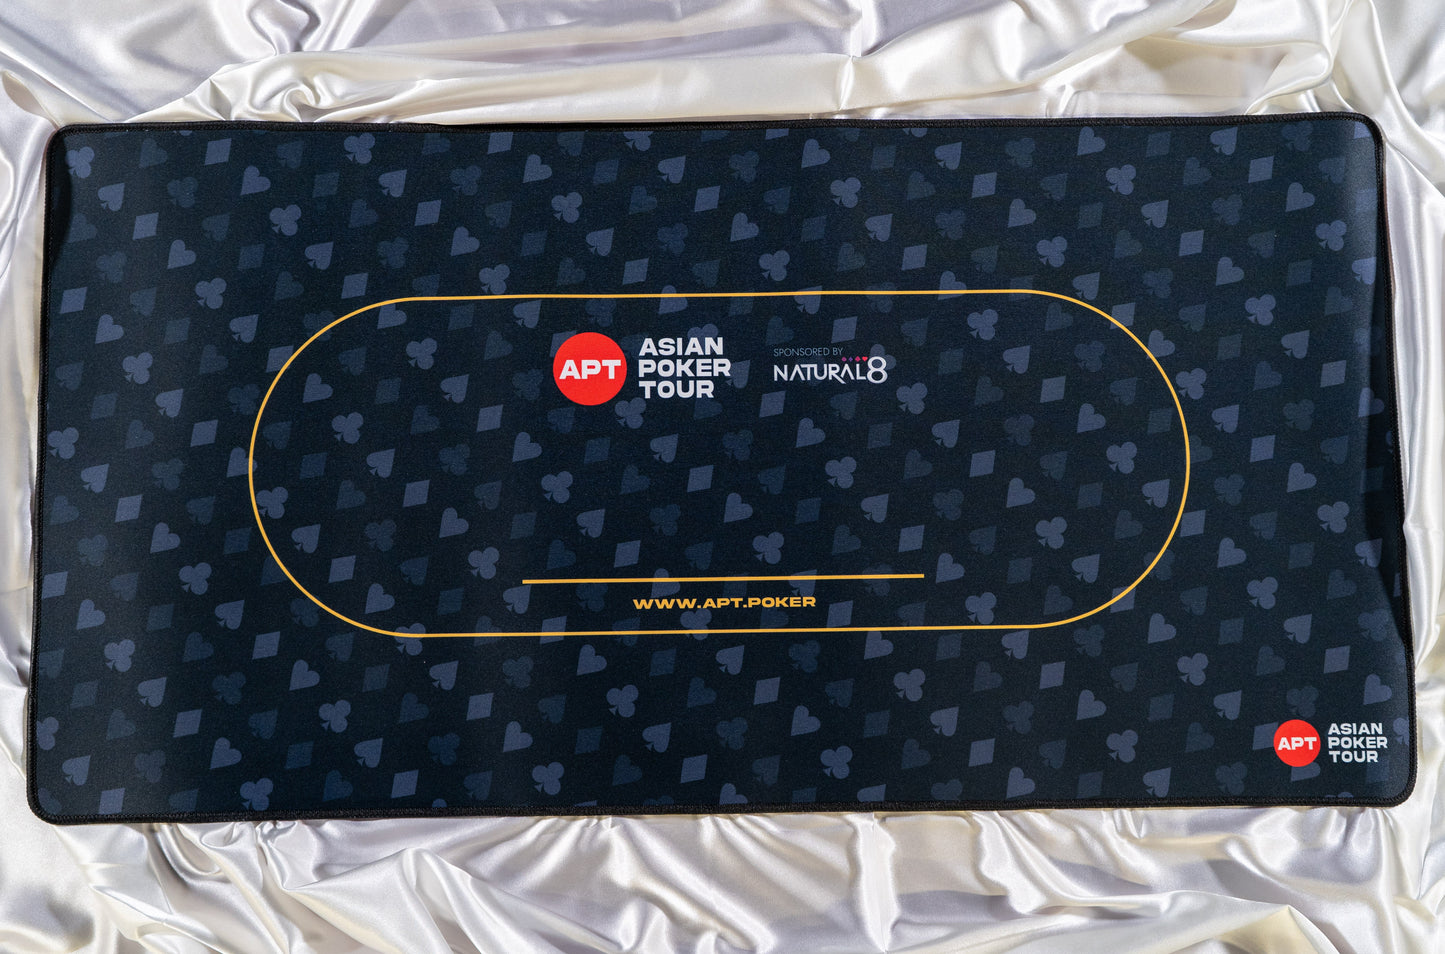 APT
ASIAN
POKER
TOUR
SPONSORED BY
NATURAL8
WWW.APT.POKER
APT
ASIAN
POKER
TOUR